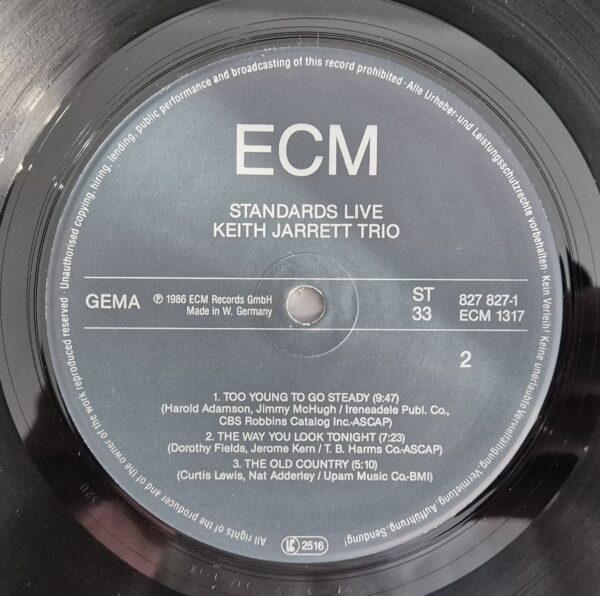 All rights of the producer and of the owner of the work reproduced reserved · Unauthorised copying, hiring, lending, public performance and broadcasting of this record prohibited · Alle Urheber- und Leistungsschutzrechte vorbehalten · Kein Verleih! Keine unerlaubte Vervielfältigung, Vermietung, Aufführung, Sendung!
ECM
STANDARDS LIVE
KEITH JARRETT TRIO
GEMA
℗ 1986 ECM Records GmbH
Made in W. Germany
ST
33
827 827-1
ECM 1317
2
1. TOO YOUNG TO GO STEADY (9:47)
(Harold Adamson, Jimmy McHugh / Ireneadele Publ. Co.,
CBS Robbins Catalog Inc.-ASCAP)
2. THE WAY YOU LOOK TONIGHT (7:23)
(Dorothy Fields, Jerome Kern / T. B. Harms Co.-ASCAP)
3. THE OLD COUNTRY (5:10)
(Curtis Lewis, Nat Adderley / Upam Music Co.-BMI)
LC 2516